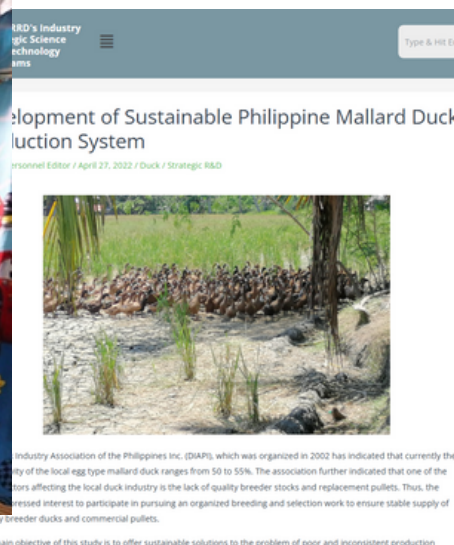 RRD's Industry
egic Science
echnology
ams
Type & Hit En
elopment of Sustainable Philippine Mallard Duck
luction System
ersonnel Editor / April 27, 2022 / Duck / Strategic R&D
Industry Association of the Philippines Inc. (DIAPI), which was organized in 2002 has indicated that currently the
ity of the local egg type mallard duck ranges from 50 to 55%. The association further indicated that one of the
tors affecting the local duck industry is the lack of quality breeder stocks and replacement pullets. Thus, the
ressed interest to participate in pursuing an organized breeding and selection work to ensure stable supply of
y breeder ducks and commercial pullets.
ain objective of this study is to offer sustainable solutions to the problem of poor and inconsistent production